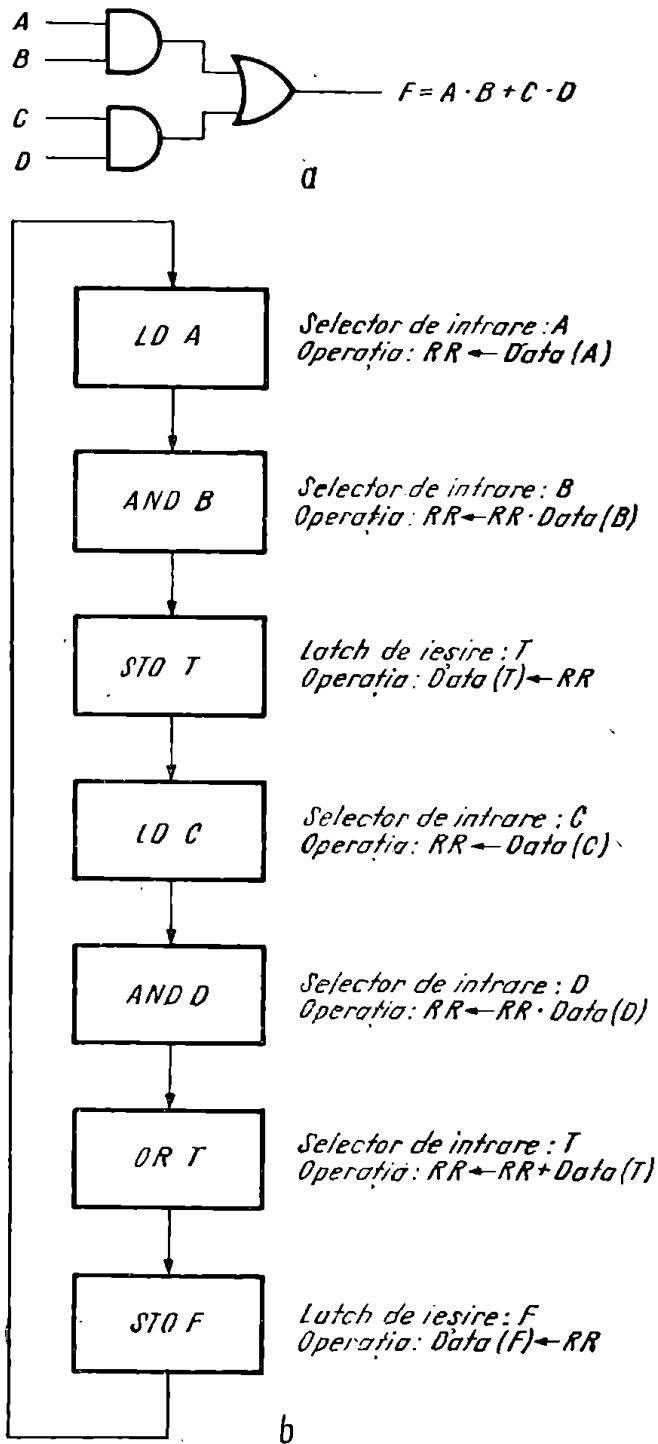 A
B
C
D
F = A · B + C · D
a
LD A
Selector de intrare : A
Operația: RR ← Data (A)
AND B
Selector de intrare : B
Operația: RR ← RR · Data (B)
STO T
Latch de ieșire : T
Operația: Data (T) ← RR
LD C
Selector de intrare : C
Operația: RR ← Data (C)
AND D
Selector de intrare : D
Operația: RR ← RR · Data (D)
OR T
Selector de intrare : T
Operația: RR ← RR + Data (T)
STO F
Latch de ieșire : F
Operația: Data (F) ← RR
b